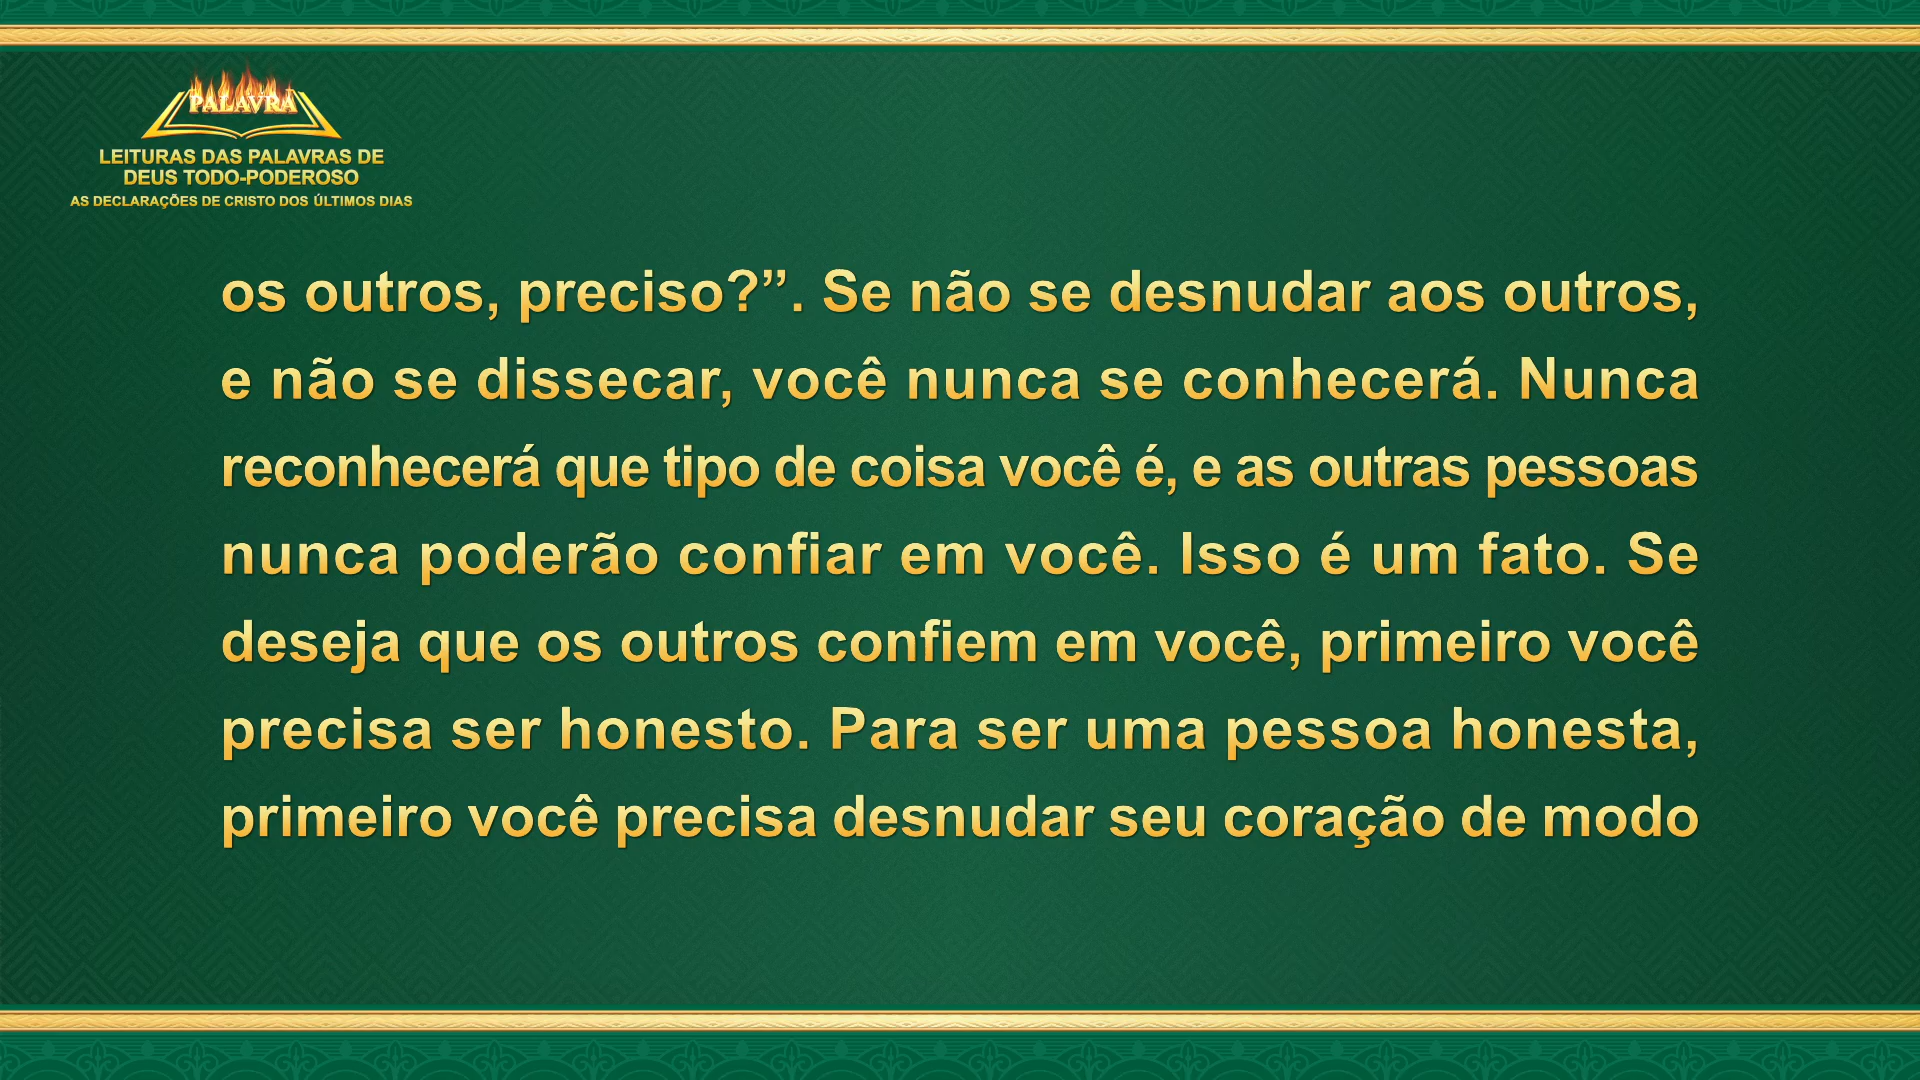 PALAVRA
LEITURAS DAS PALAVRAS DE
DEUS TODO-PODEROSO
AS DECLARAÇÕES DE CRISTO DOS ÚLTIMOS DIAS
os outros, preciso?”. Se não se desnudar aos outros,
e não se dissecar, você nunca se conhecerá. Nunca
reconhecerá que tipo de coisa você é, e as outras pessoas
nunca poderão confiar em você. Isso é um fato. Se
deseja que os outros confiem em você, primeiro você
precisa ser honesto. Para ser uma pessoa honesta,
primeiro você precisa desnudar seu coração de modo